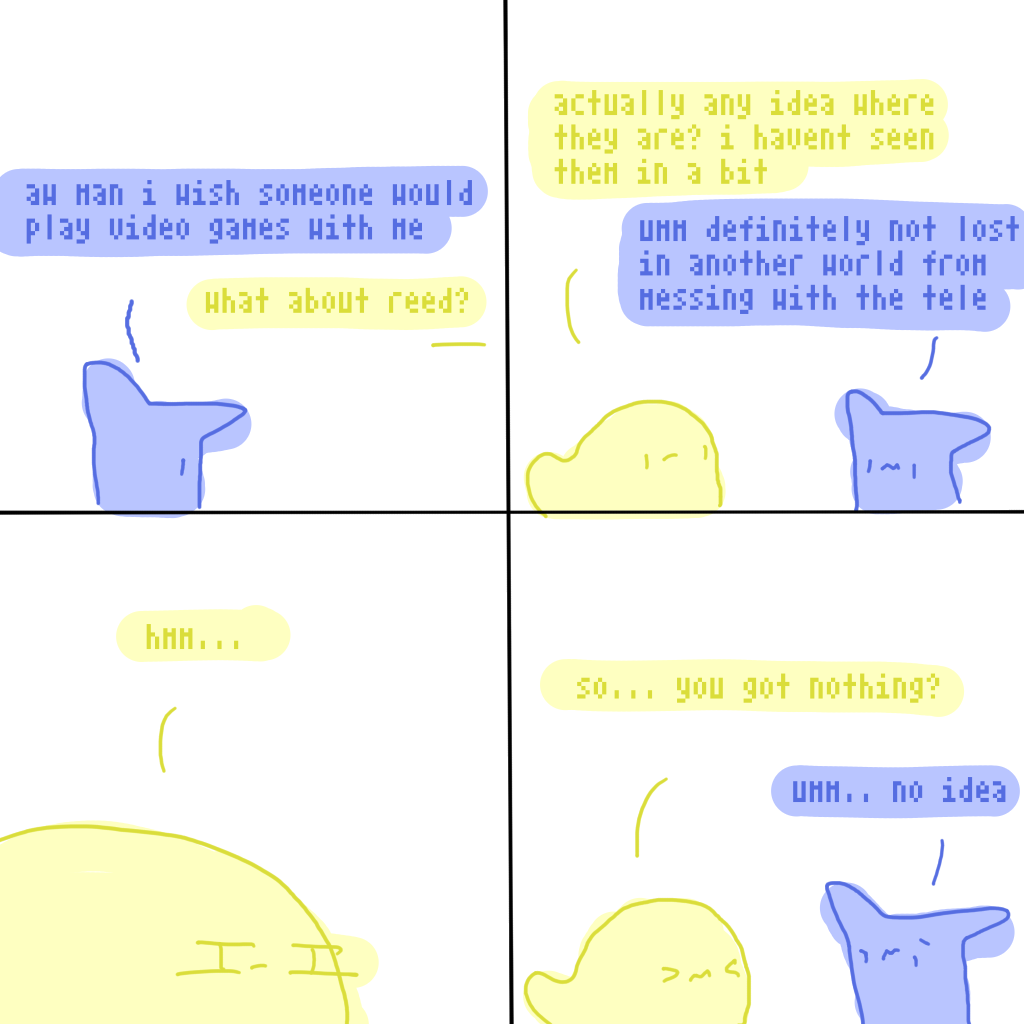 aw man i wish someone would
play video games with me
what about reed?
actually any idea where
they are? i havent seen
them in a bit
umm definitely not lost
in another world from
messing with the tele
hmm...
so... you got nothing?
umm.. no idea